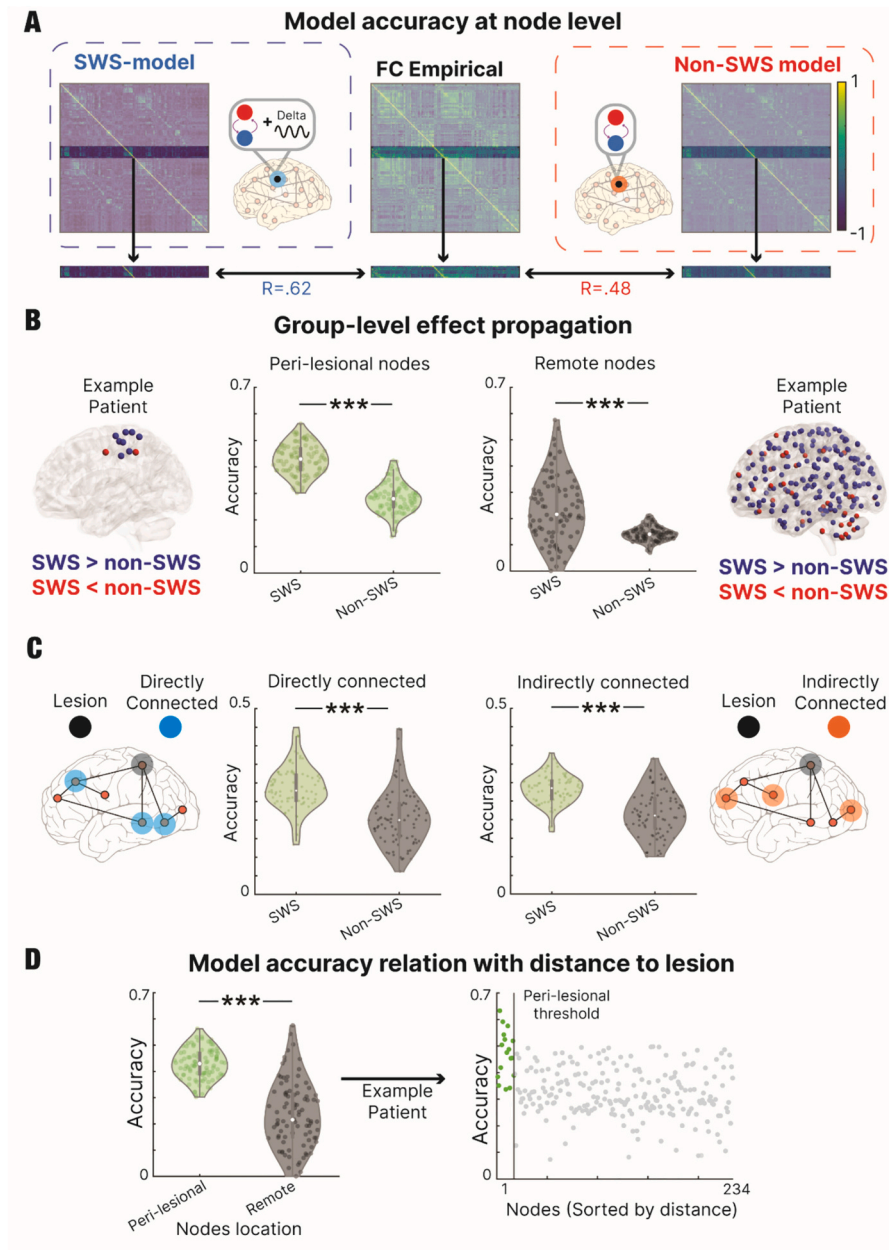 A
Model accuracy at node level
SWS-model
FC Empirical
Non-SWS model
1
+
Delta
-1
R=.62
R=.48
B
Group-level effect propagation
Example
Patient
SWS > non-SWS
SWS < non-SWS
Peri-lesional nodes
0.7
***
Accuracy
0
SWS
Non-SWS
Remote nodes
0.7
***
Accuracy
0
SWS
Non-SWS
Example
Patient
SWS > non-SWS
SWS < non-SWS
C
Lesion
Directly
Connected
Directly connected
0.5
***
Accuracy
0
SWS
Non-SWS
Indirectly connected
0.5
***
Accuracy
0
SWS
Non-SWS
Lesion
Indirectly
Connected
D
Model accuracy relation with distance to lesion
0.7
***
Accuracy
0
Peri-lesional
Remote
Nodes location
Example
Patient
0.7
Peri-lesional
threshold
Accuracy
0
1
234
Nodes (Sorted by distance)